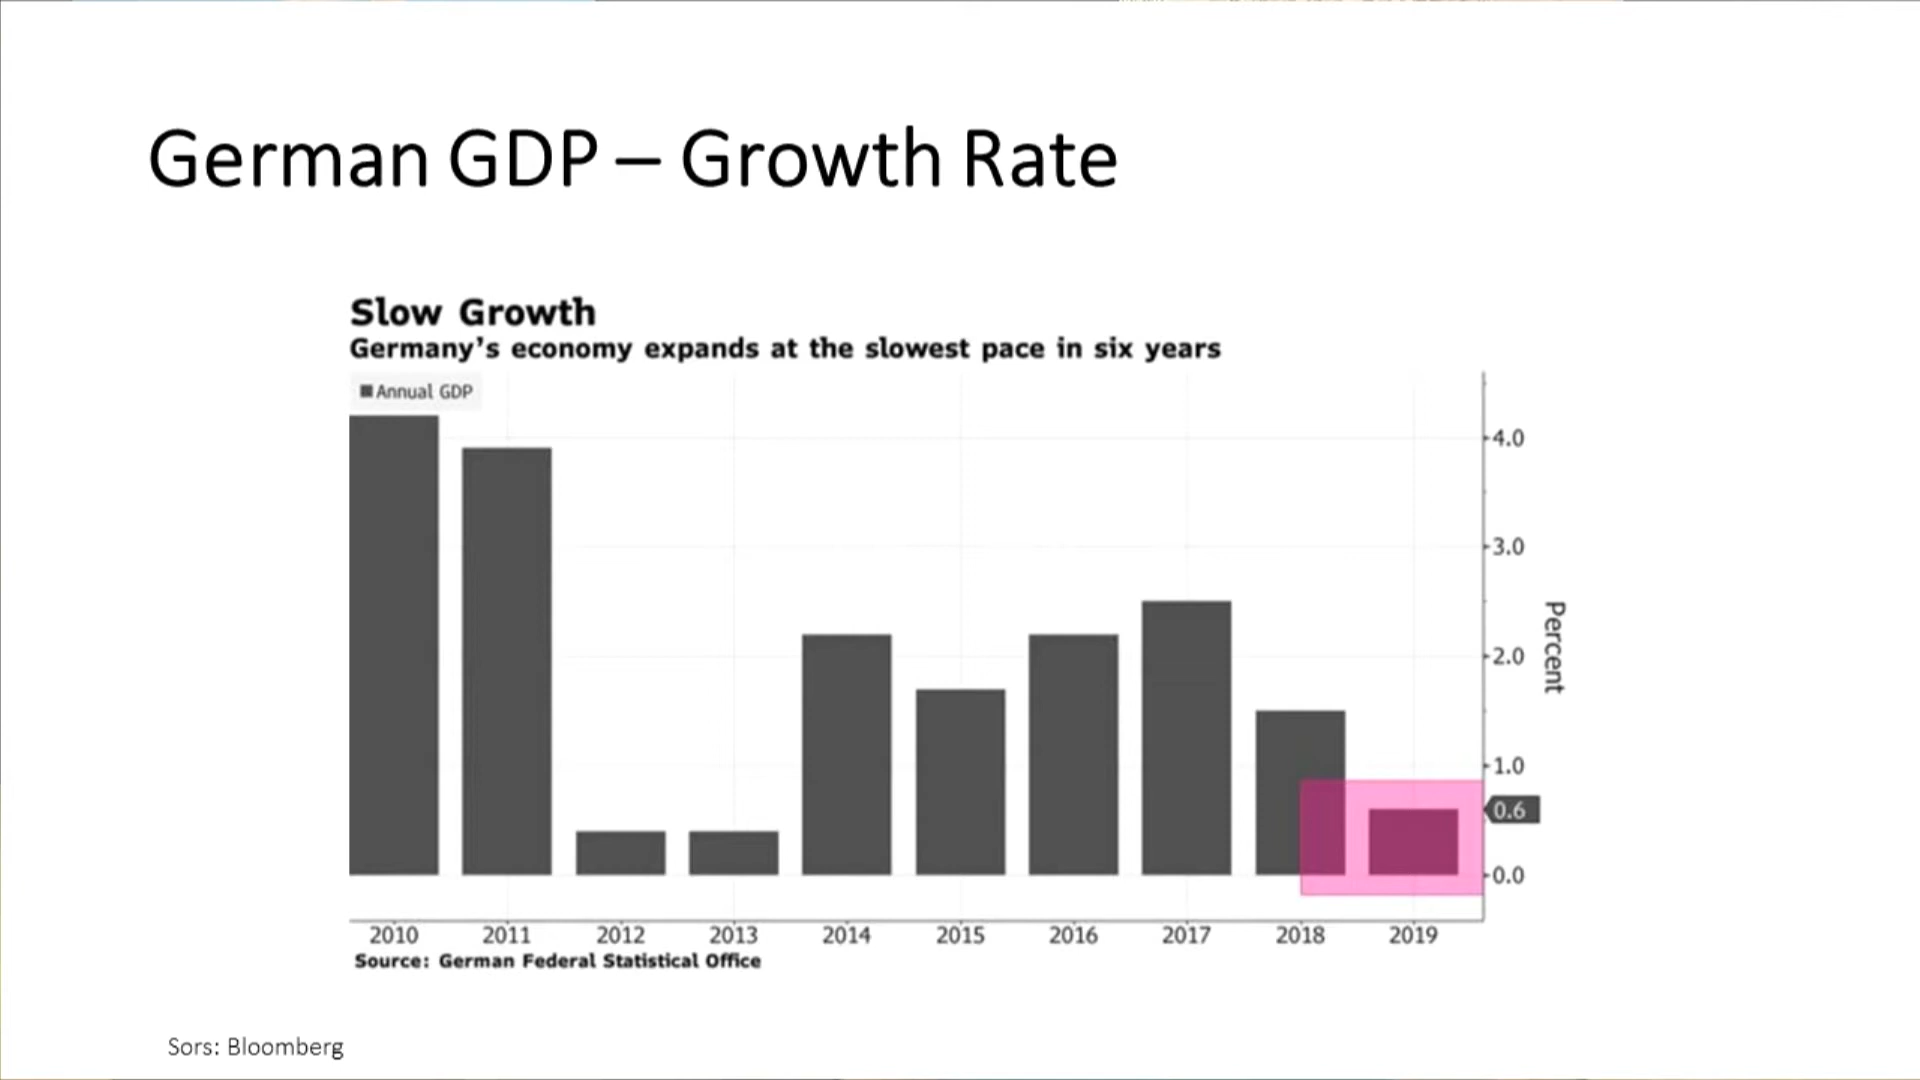 German GDP – Growth Rate
Slow Growth
Germany's economy expands at the slowest pace in six years
Annual GDP
4.0
3.0
2.0
1.0
0.6
0.0
Percent
2010 2011 2012 2013 2014 2015 2016 2017 2018 2019
Source: German Federal Statistical Office
Sors: Bloomberg